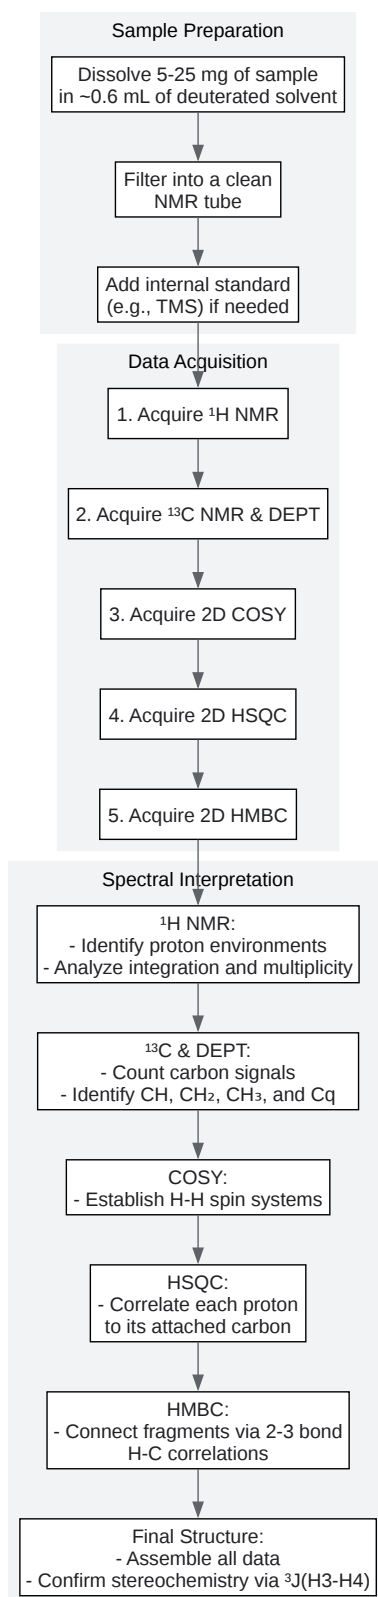 Sample Preparation
Dissolve 5-25 mg of sample
in ~0.6 mL of deuterated solvent
Filter into a clean
NMR tube
Add internal standard
(e.g., TMS) if needed
Data Acquisition
1. Acquire ¹H NMR
2. Acquire ¹³C NMR & DEPT
3. Acquire 2D COSY
4. Acquire 2D HSQC
5. Acquire 2D HMBC
Spectral Interpretation
¹H NMR:
- Identify proton environments
- Analyze integration and multiplicity
¹³C & DEPT:
- Count carbon signals
- Identify CH, CH₂, CH₃, and Cq
COSY:
- Establish H-H spin systems
HSQC:
- Correlate each proton
to its attached carbon
HMBC:
- Connect fragments via 2-3 bond
H-C correlations
Final Structure:
- Assemble all data
- Confirm stereochemistry via ³J(H3-H4)